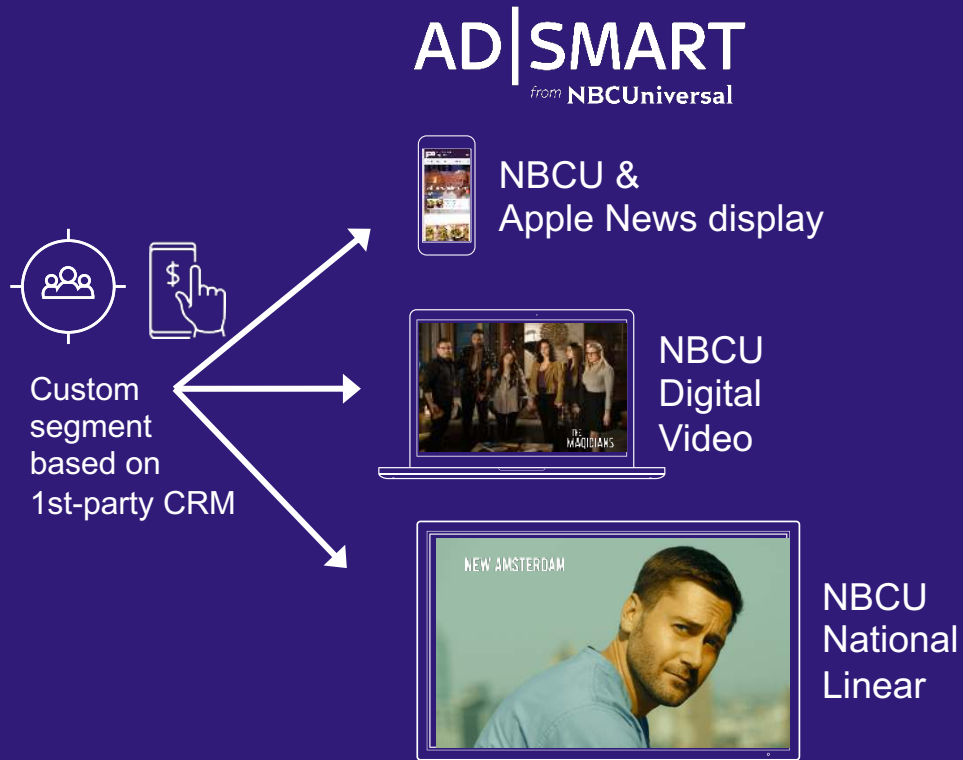 AD|SMART
from NBCUniversal
NBCU &
Apple News display
$
Custom
segment
based on
1st-party CRM
THE
MAGICIANS
NBCU
Digital
Video
NEW AMSTERDAM
NBCU
National
Linear